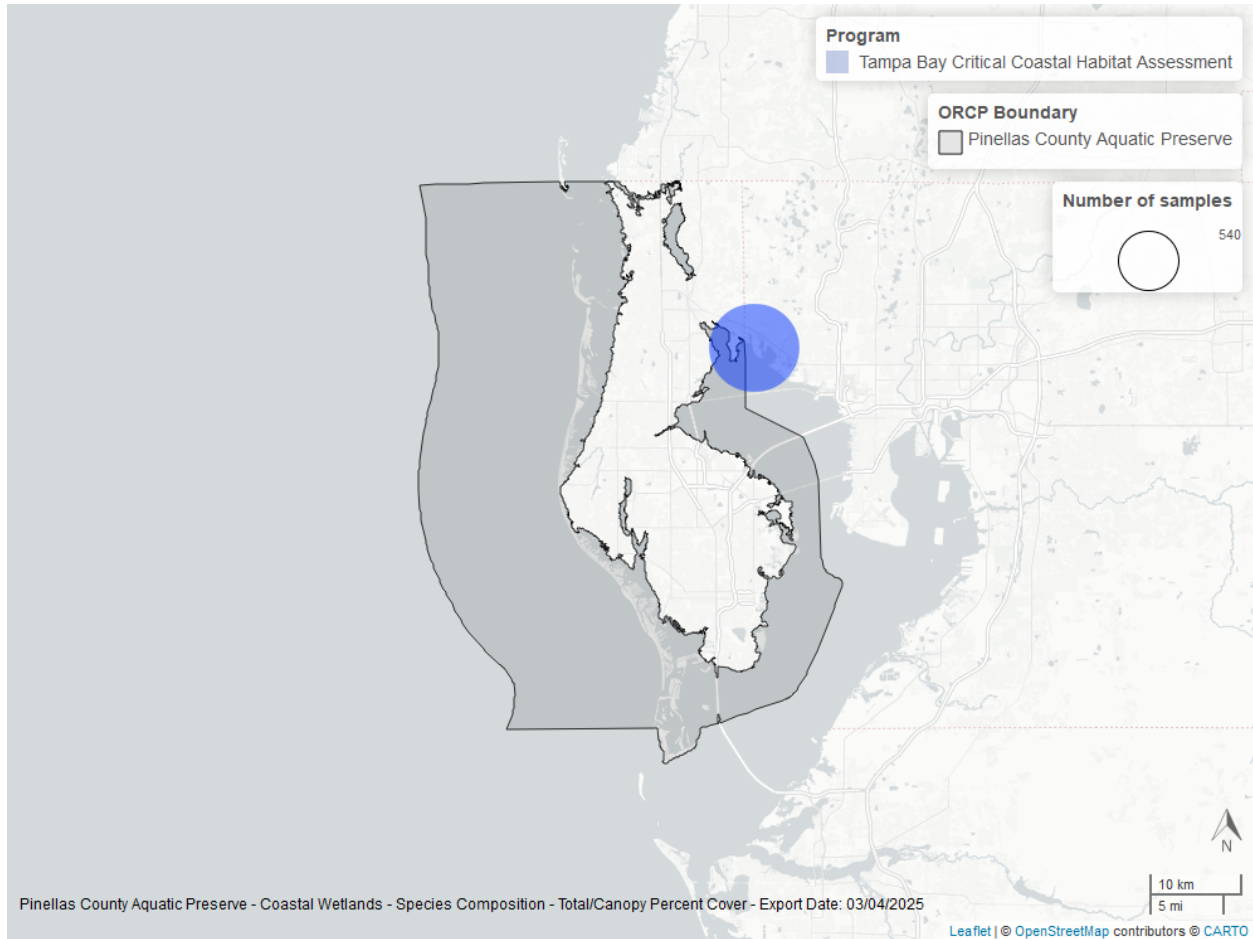 Program
Tampa Bay Critical Coastal Habitat Assessment
ORCP Boundary
Pinellas County Aquatic Preserve
Number of samples
540
N
10 km
5 mi
Pinellas County Aquatic Preserve - Coastal Wetlands - Species Composition - Total/Canopy Percent Cover - Export Date: 03/04/2025
Leaflet | © OpenStreetMap contributors © CARTO